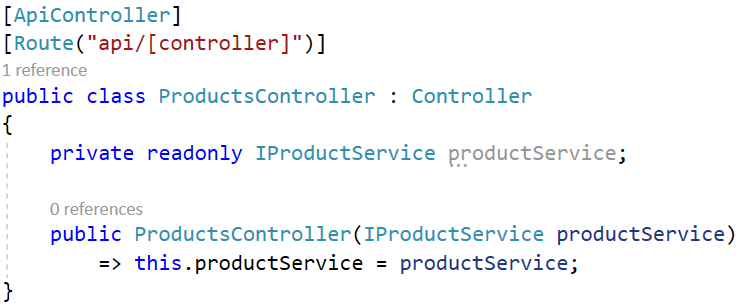 [ApiController]
[Route("api/[controller]")]
1 reference
public class ProductsController : Controller
{
    private readonly IProductService productService;
    0 references
    public ProductsController(IProductService productService)
        => this.productService = productService;
}